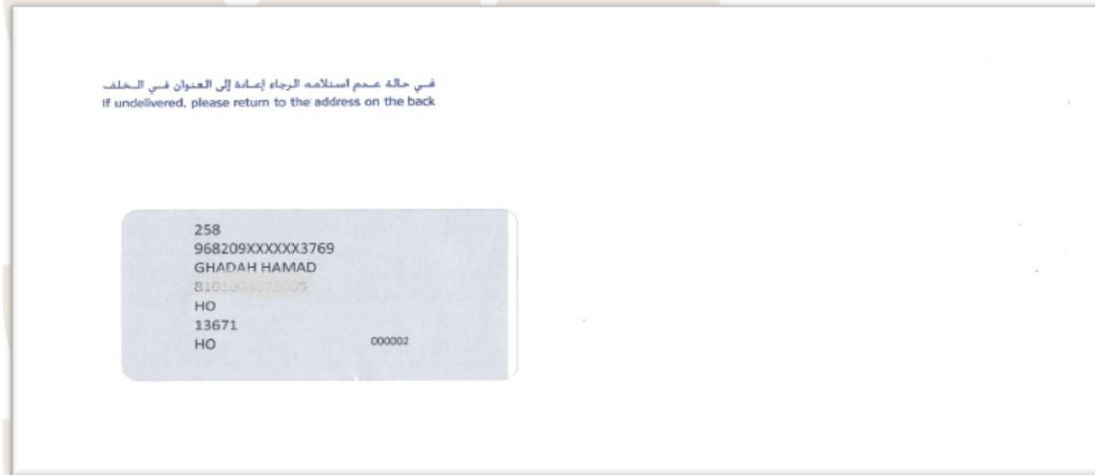 في حالة عدم استلامه الرجاء إعادة إلى العنوان في الخلف
If undelivered, please return to the address on the back
258
968209XXXXXX3769
GHADAH HAMAD
HO
13671
HO 000002